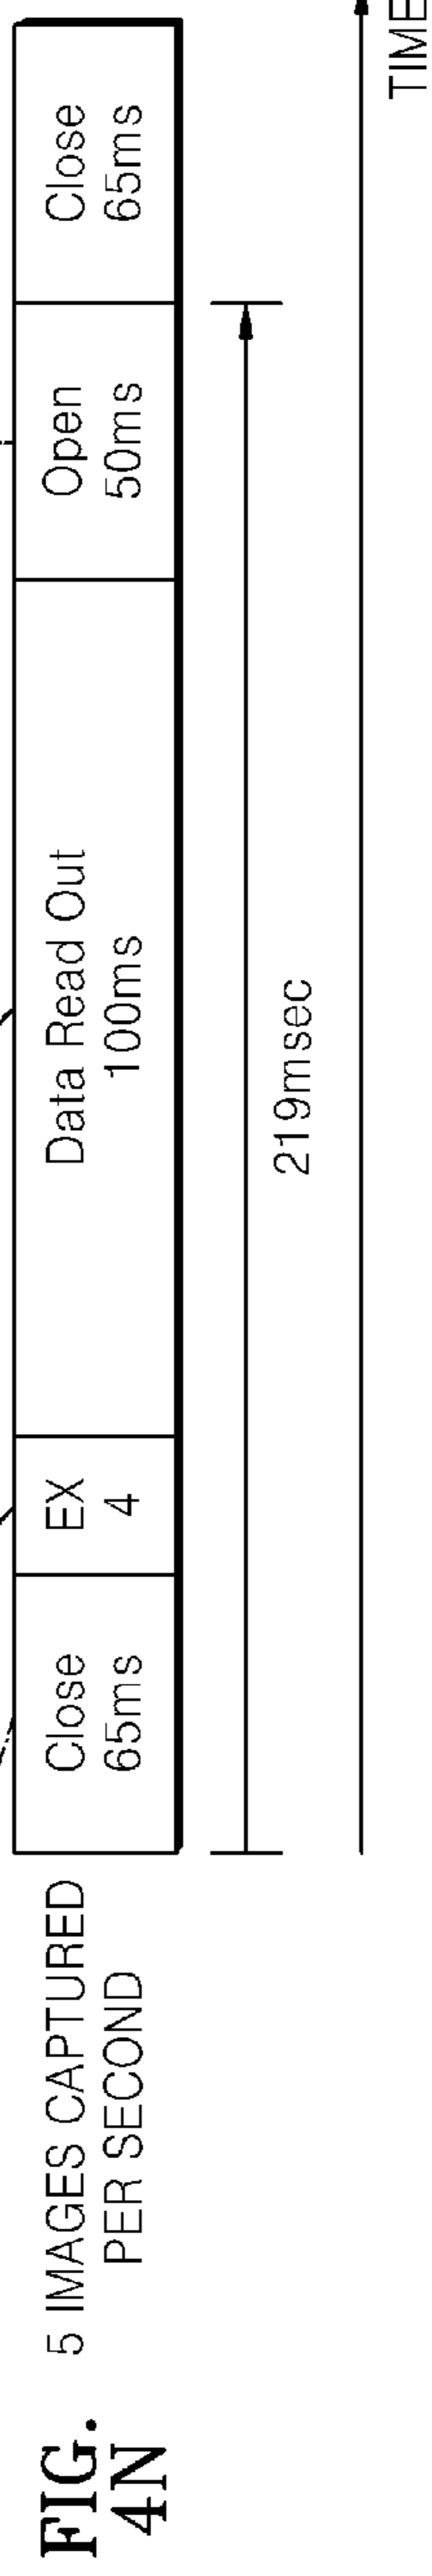 FIG.
4N
5 IMAGES CAPTURED
PER SECOND
Close
65ms
EX
4
Data Read Out
100ms
Open
50ms
Close
65ms
219msec
TIME